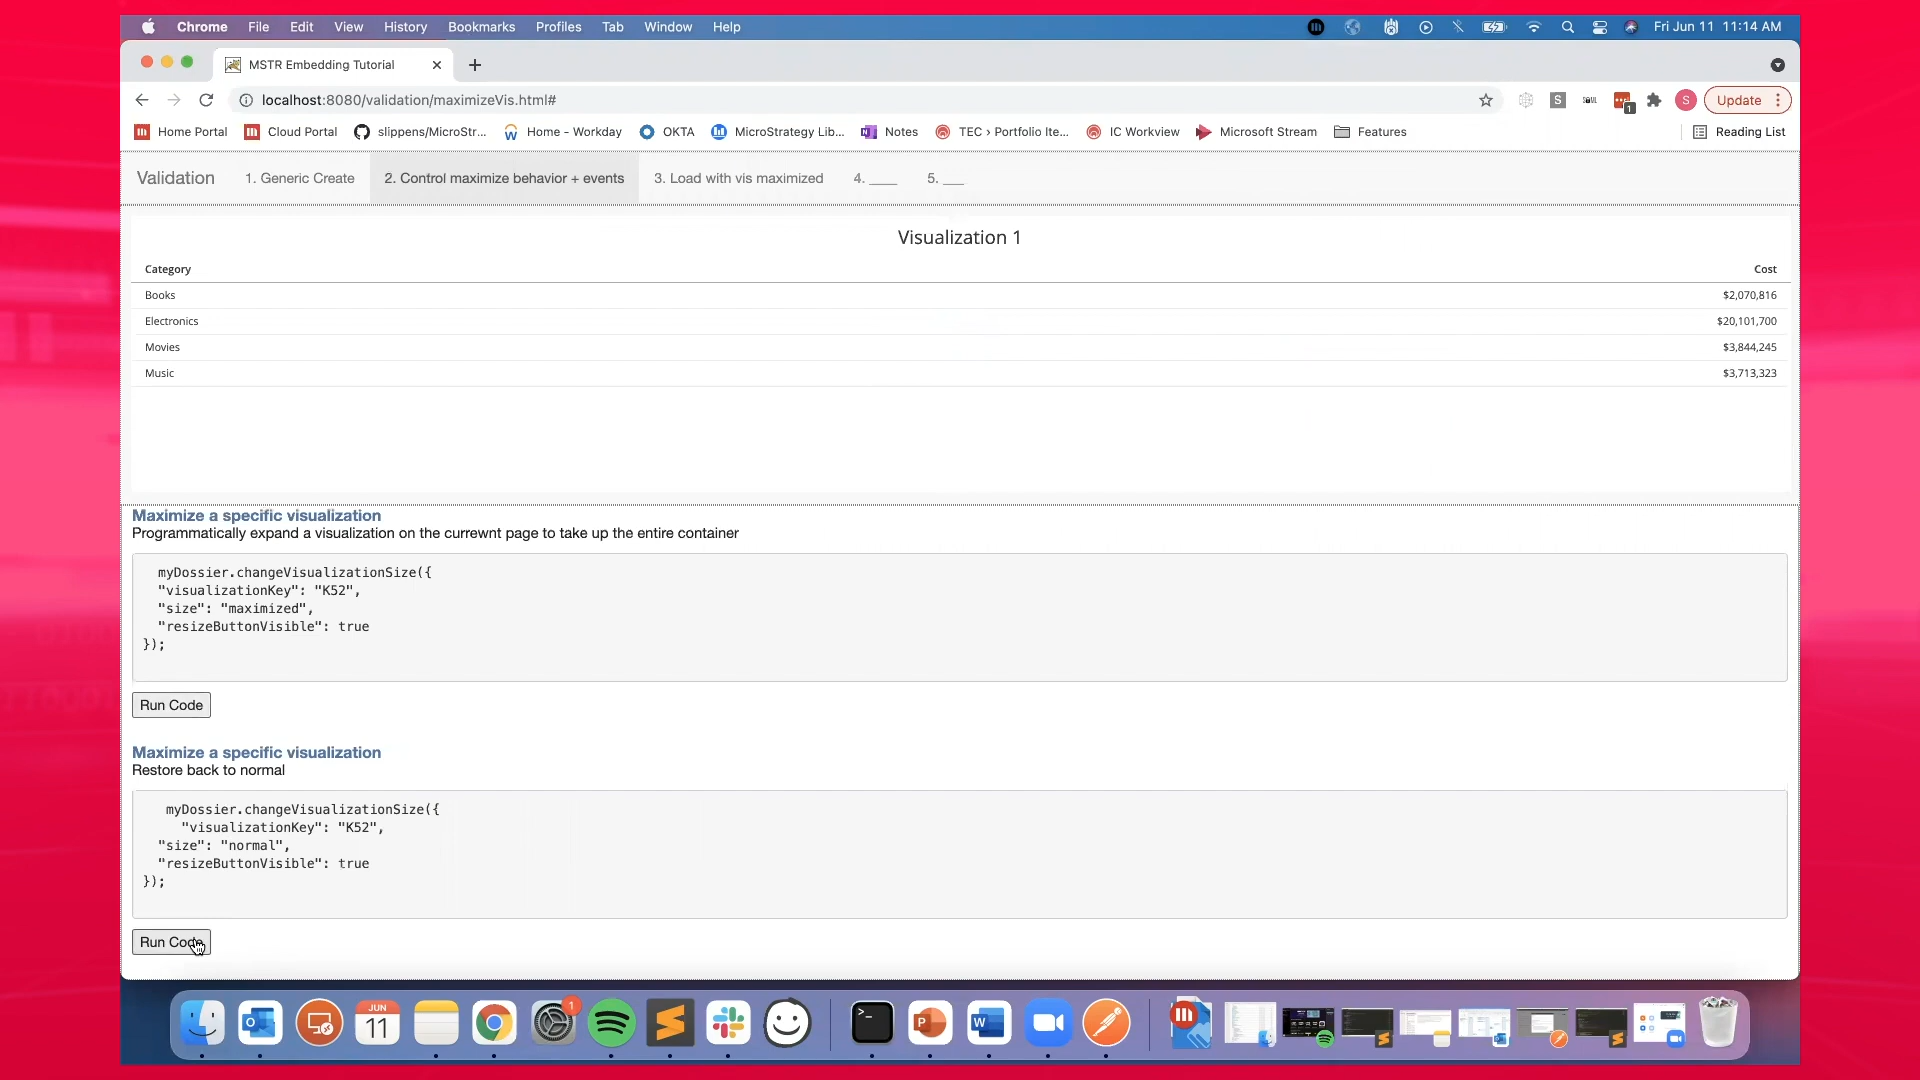 Chrome File Edit View History Bookmarks Profiles Tab Window Help Fri Jun 11 11:14 AM
MSTR Embedding Tutorial
localhost:8080/validation/maximizeVis.html# S 1 S Update
Home Portal Cloud Portal slippens/MicroStr... Home - Workday OKTA MicroStrategy Lib... Notes TEC › Portfolio Ite... IC Workview Microsoft Stream Features Reading List
Validation 1. Generic Create 2. Control maximize behavior + events 3. Load with vis maximized 4. ____ 5. ___
Visualization 1
Category Cost
Books $2,070,816
Electronics $20,101,700
Movies $3,844,245
Music $3,713,323
Maximize a specific visualization
Programmatically expand a visualization on the currewnt page to take up the entire container
myDossier.changeVisualizationSize({
"visualizationKey": "K52",
"size": "maximized",
"resizeButtonVisible": true
});
Run Code
Maximize a specific visualization
Restore back to normal
myDossier.changeVisualizationSize({
"visualizationKey": "K52",
"size": "normal",
"resizeButtonVisible": true
});
Run Code
JUN
11
1